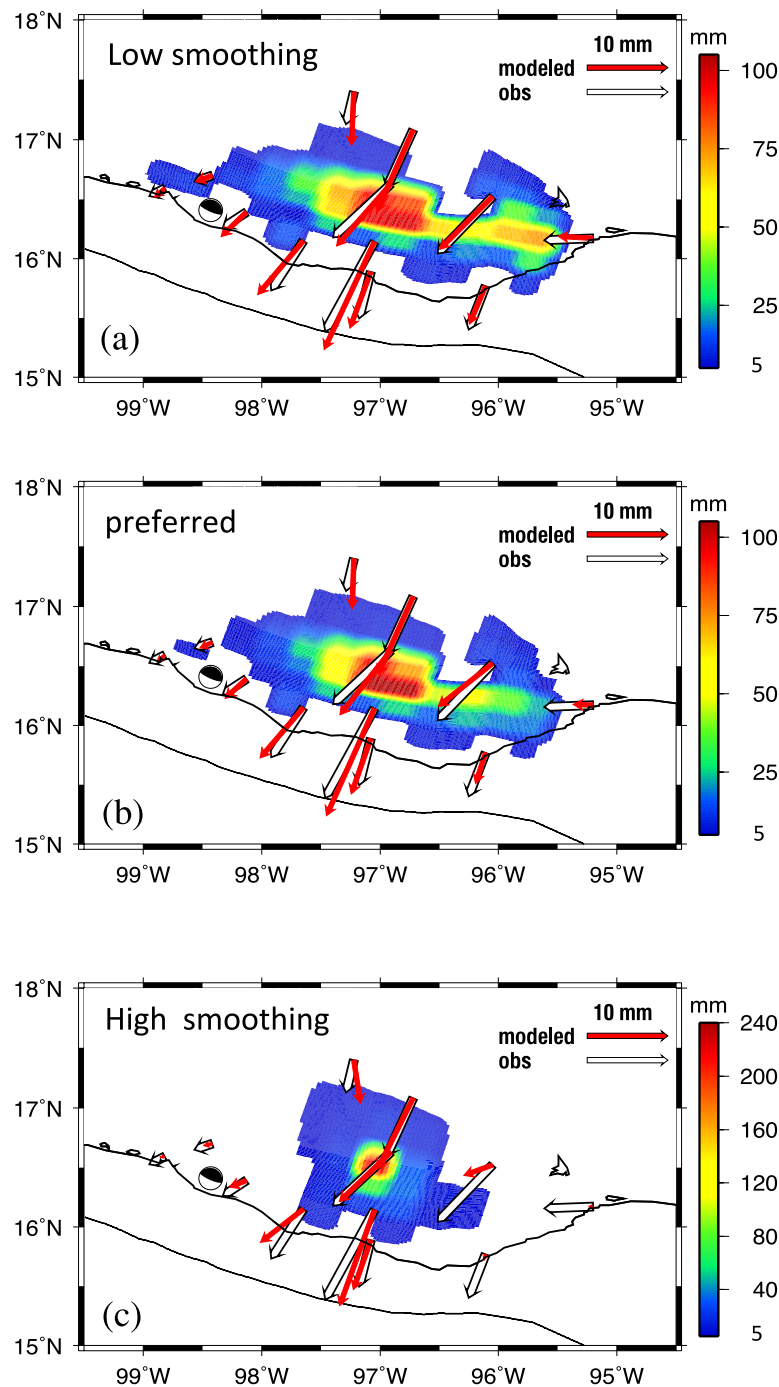 18˚N
17˚N
16˚N
15˚N
Low smoothing
10 mm
modeled
obs
(a)
99˚W
98˚W
97˚W
96˚W
95˚W
mm
100
75
50
25
5
18˚N
17˚N
16˚N
15˚N
preferred
10 mm
modeled
obs
(b)
99˚W
98˚W
97˚W
96˚W
95˚W
mm
100
75
50
25
5
18˚N
17˚N
16˚N
15˚N
High smoothing
10 mm
modeled
obs
(c)
99˚W
98˚W
97˚W
96˚W
95˚W
mm
240
200
160
120
80
40
5